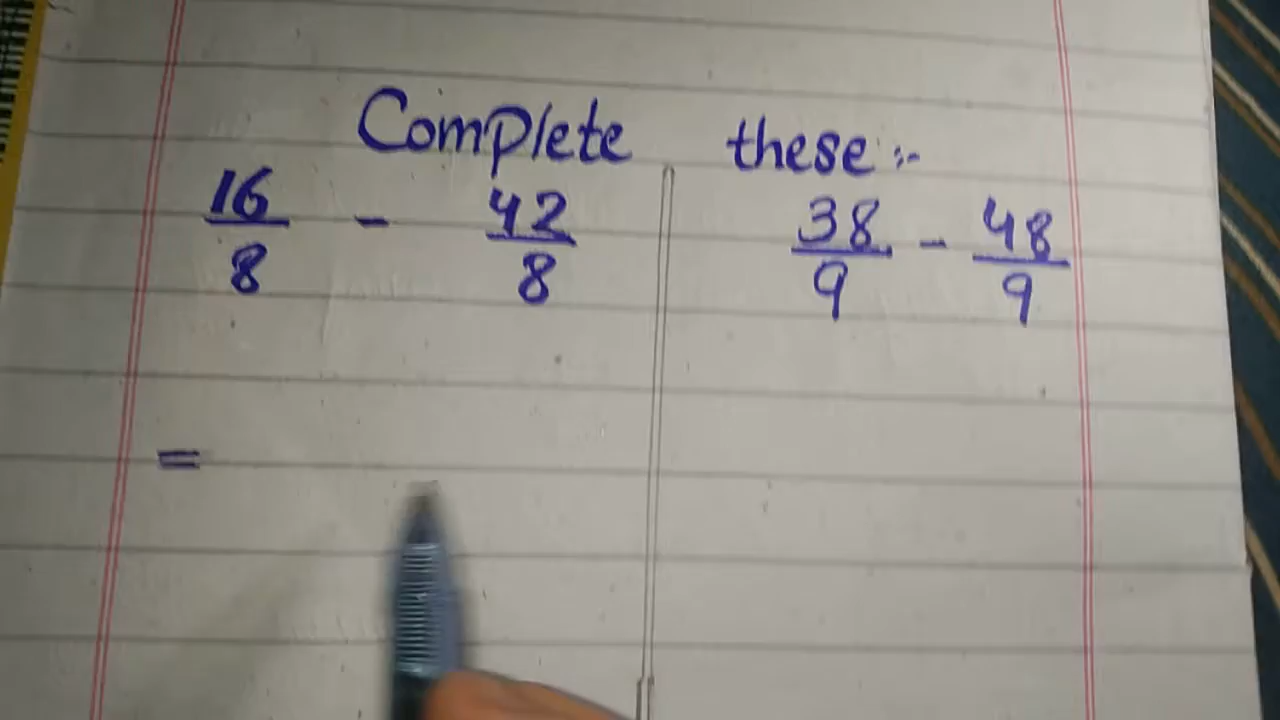 Complete these :-
16/8 - 42/8
38/9 - 48/9
=